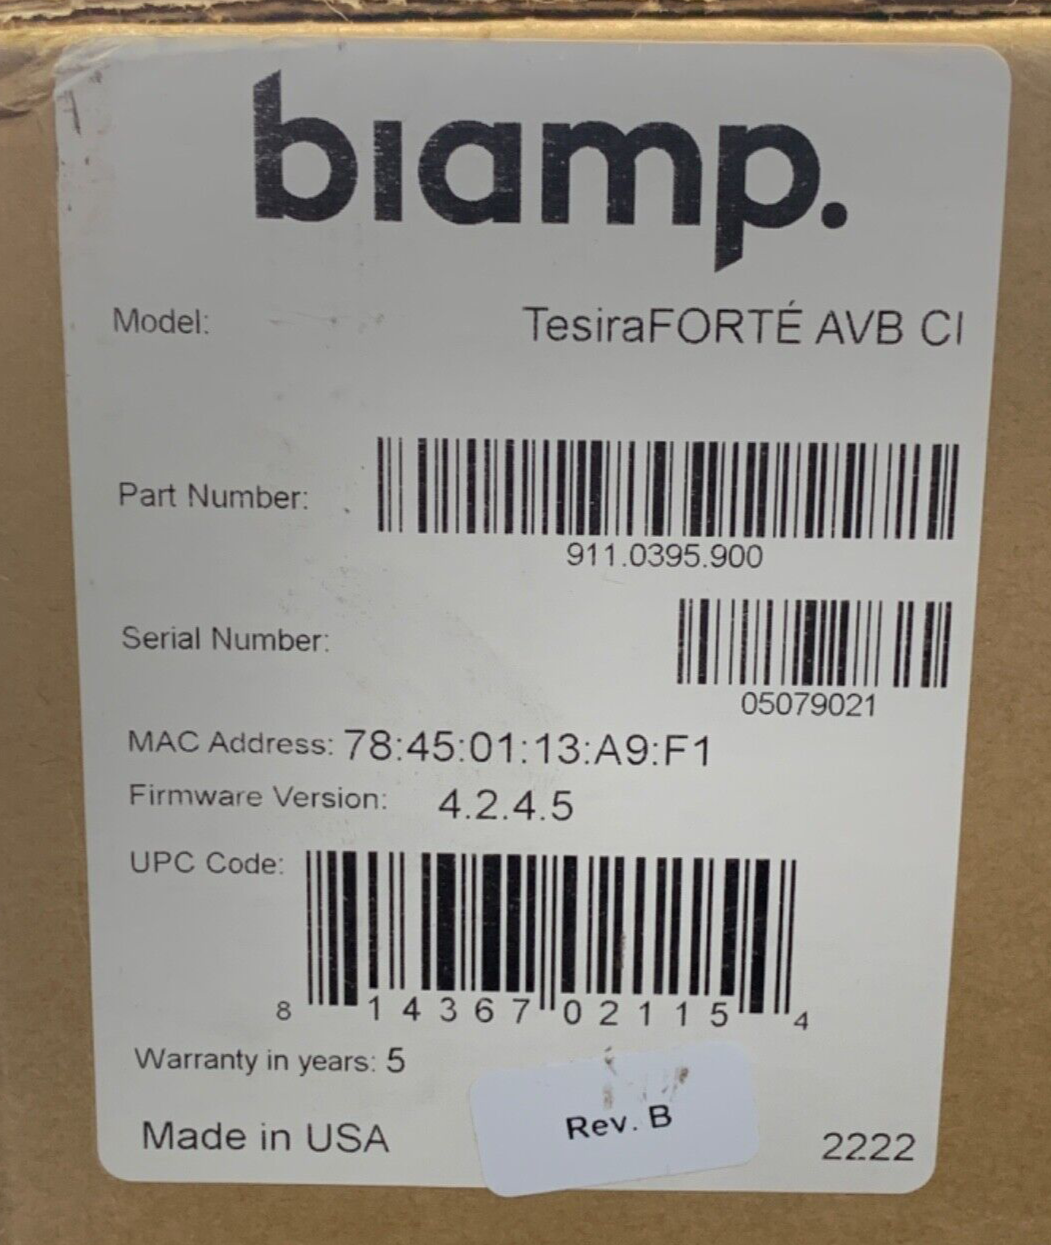 biamp.
Model: TesiraFORTÉ AVB CI
Part Number:
911.0395.900
Serial Number:
05079021
MAC Address: 78:45:01:13:A9:F1
Firmware Version: 4.2.4.5
UPC Code:
8 14367 02115 4
Warranty in years: 5
Rev. B
Made in USA 2222